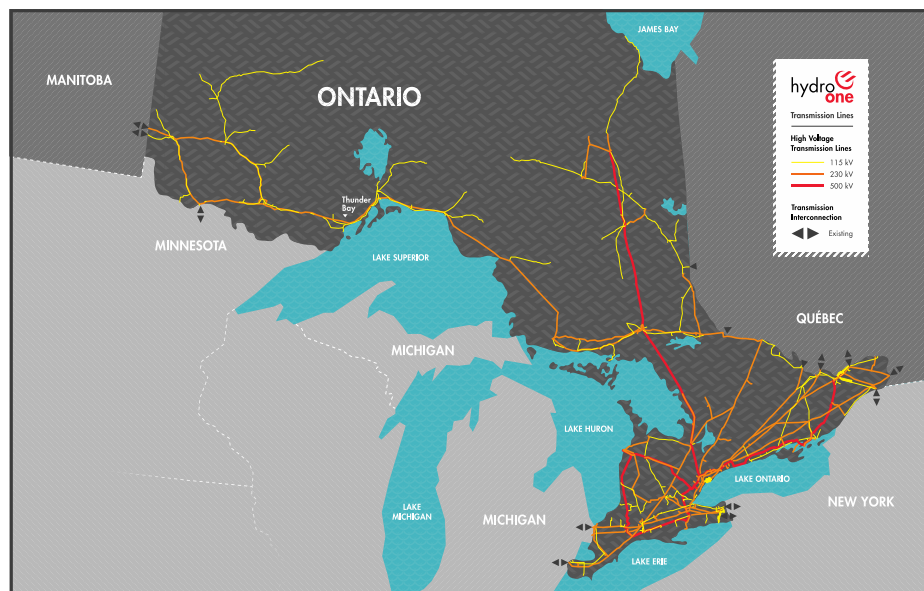 JAMES BAY
MANITOBA
ONTARIO
hydro
one
Transmission Lines
High Voltage
Transmission Lines
115 kV
230 kV
500 kV
Transmission
Interconnection
Existing
Thunder
Bay
MINNESOTA
LAKE SUPERIOR
QUÉBEC
MICHIGAN
LAKE HURON
LAKE ONTARIO
NEW YORK
LAKE
MICHIGAN
MICHIGAN
LAKE ERIE